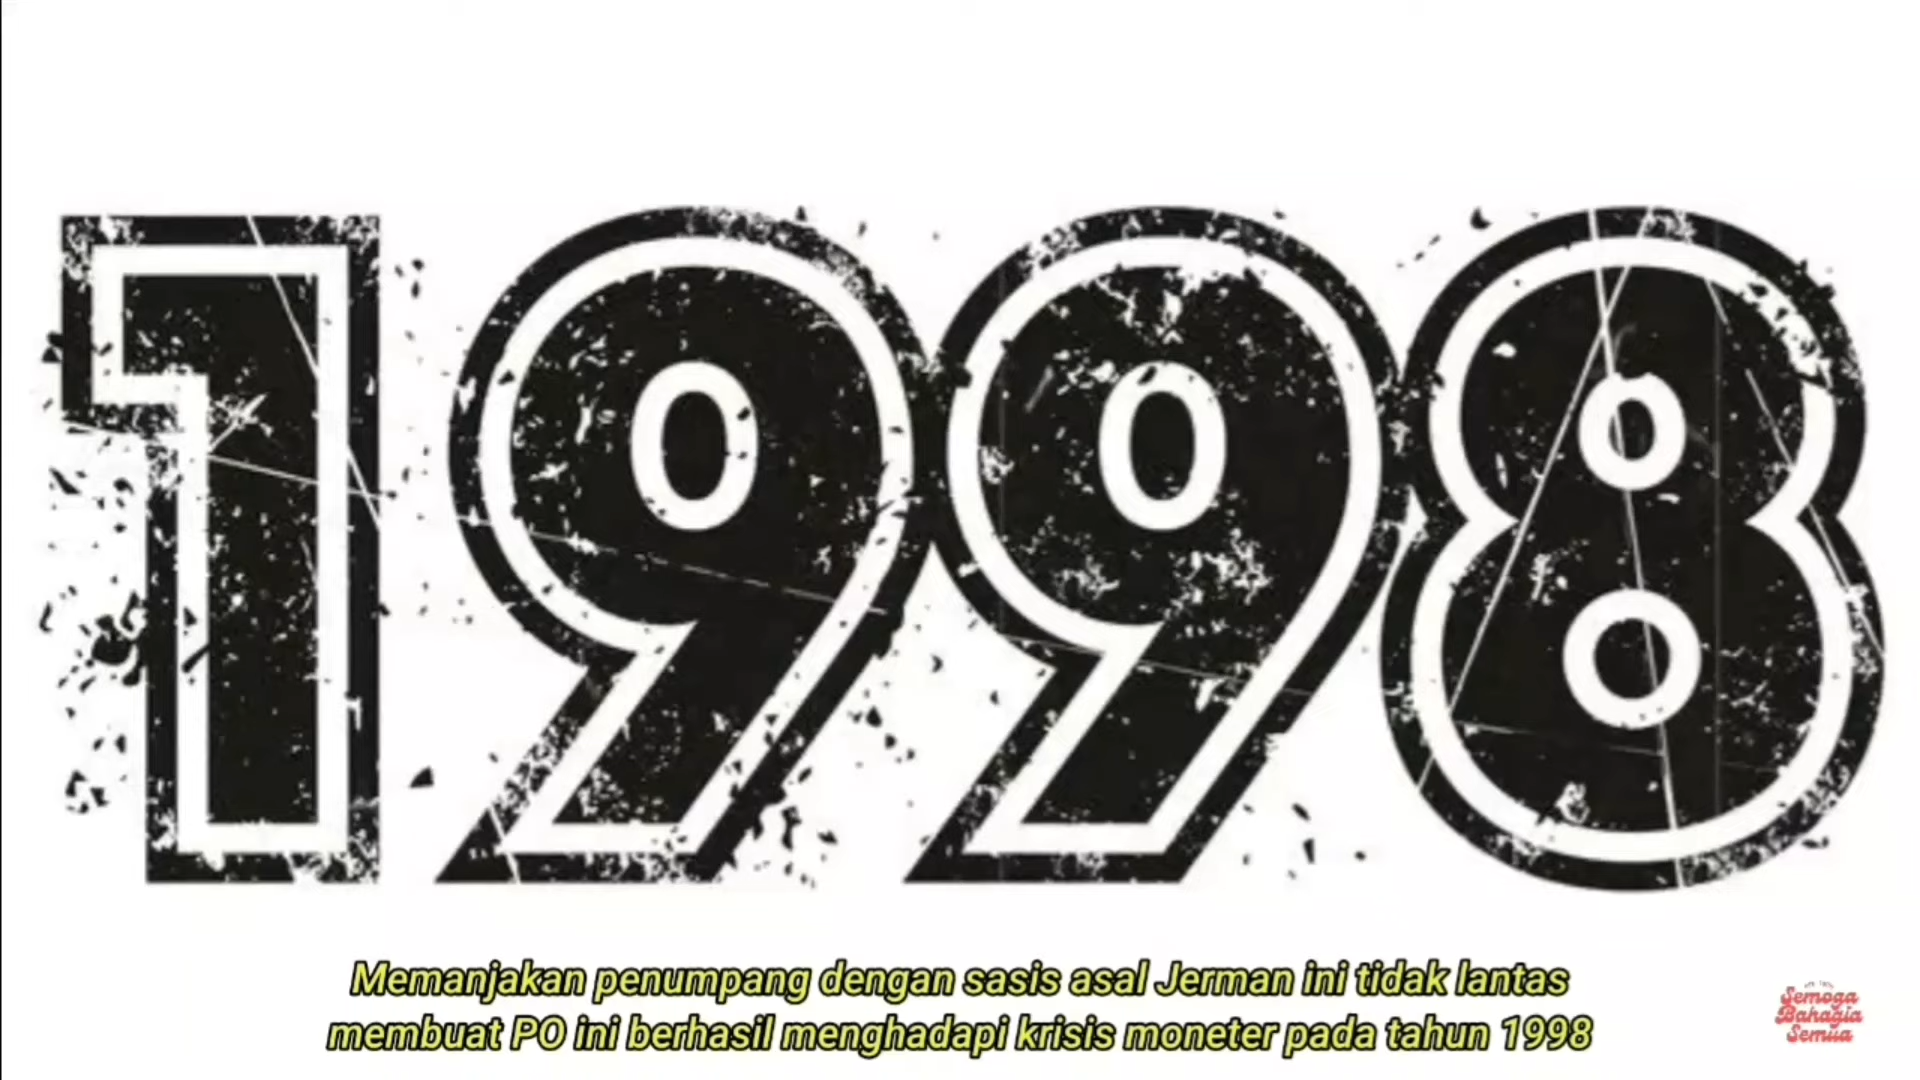 1998
Memanjakan penumpang dengan sasis asal Jerman ini tidak lantas
membuat PO ini berhasil menghadapi krisis moneter pada tahun 1998
Semoga
Bahagia
Semua